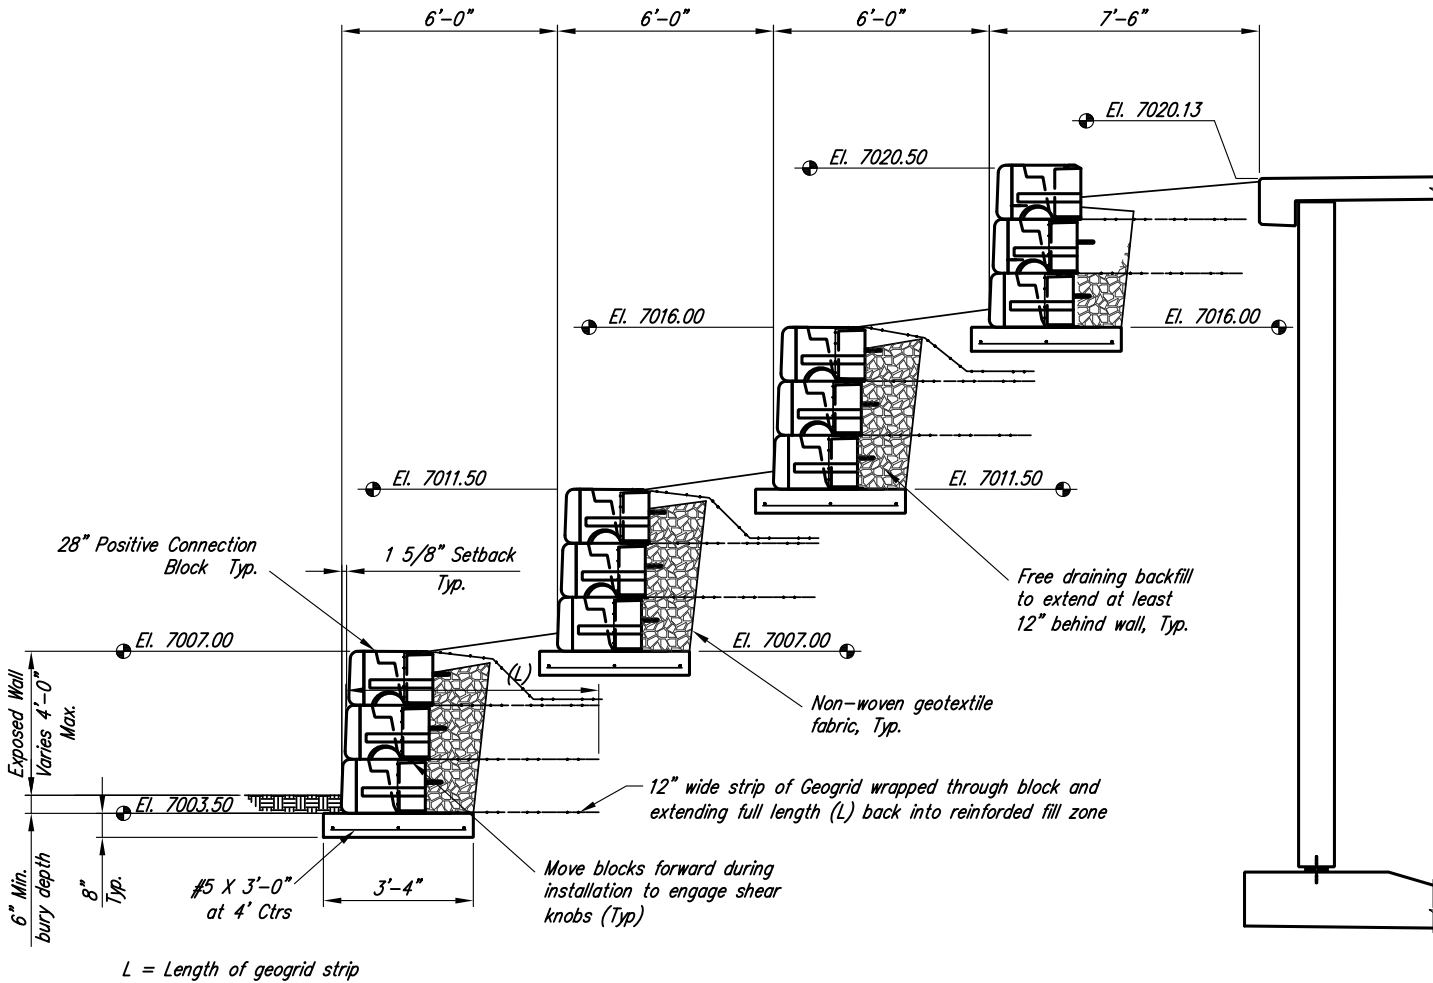 6'-0"
6'-0"
6'-0"
7'-6"
El. 7020.13
El. 7020.50
El. 7016.00
El. 7016.00
El. 7011.50
El. 7011.50
28" Positive Connection
Block Typ.
1 5/8" Setback
Typ.
Free draining backfill
to extend at least
12" behind wall, Typ.
El. 7007.00
El. 7007.00
(L)
Exposed Wall
Varies 4'-0"
Max.
Non-woven geotextile
fabric, Typ.
12" wide strip of Geogrid wrapped through block and
extending full length (L) back into reinforded fill zone
El. 7003.50
6" Min.
bury depth
8"
Typ.
#5 X 3'-0"
at 4' Ctrs
3'-4"
Move blocks forward during
installation to engage shear
knobs (Typ)
L = Length of geogrid strip